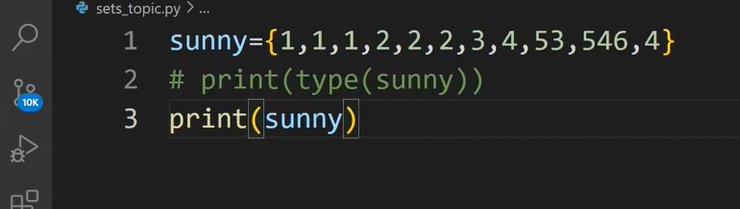 sets_topic.py > ...
1 sunny={1,1,1,2,2,2,3,4,53,546,4}
2 # print(type(sunny))
3 print(sunny)
10K